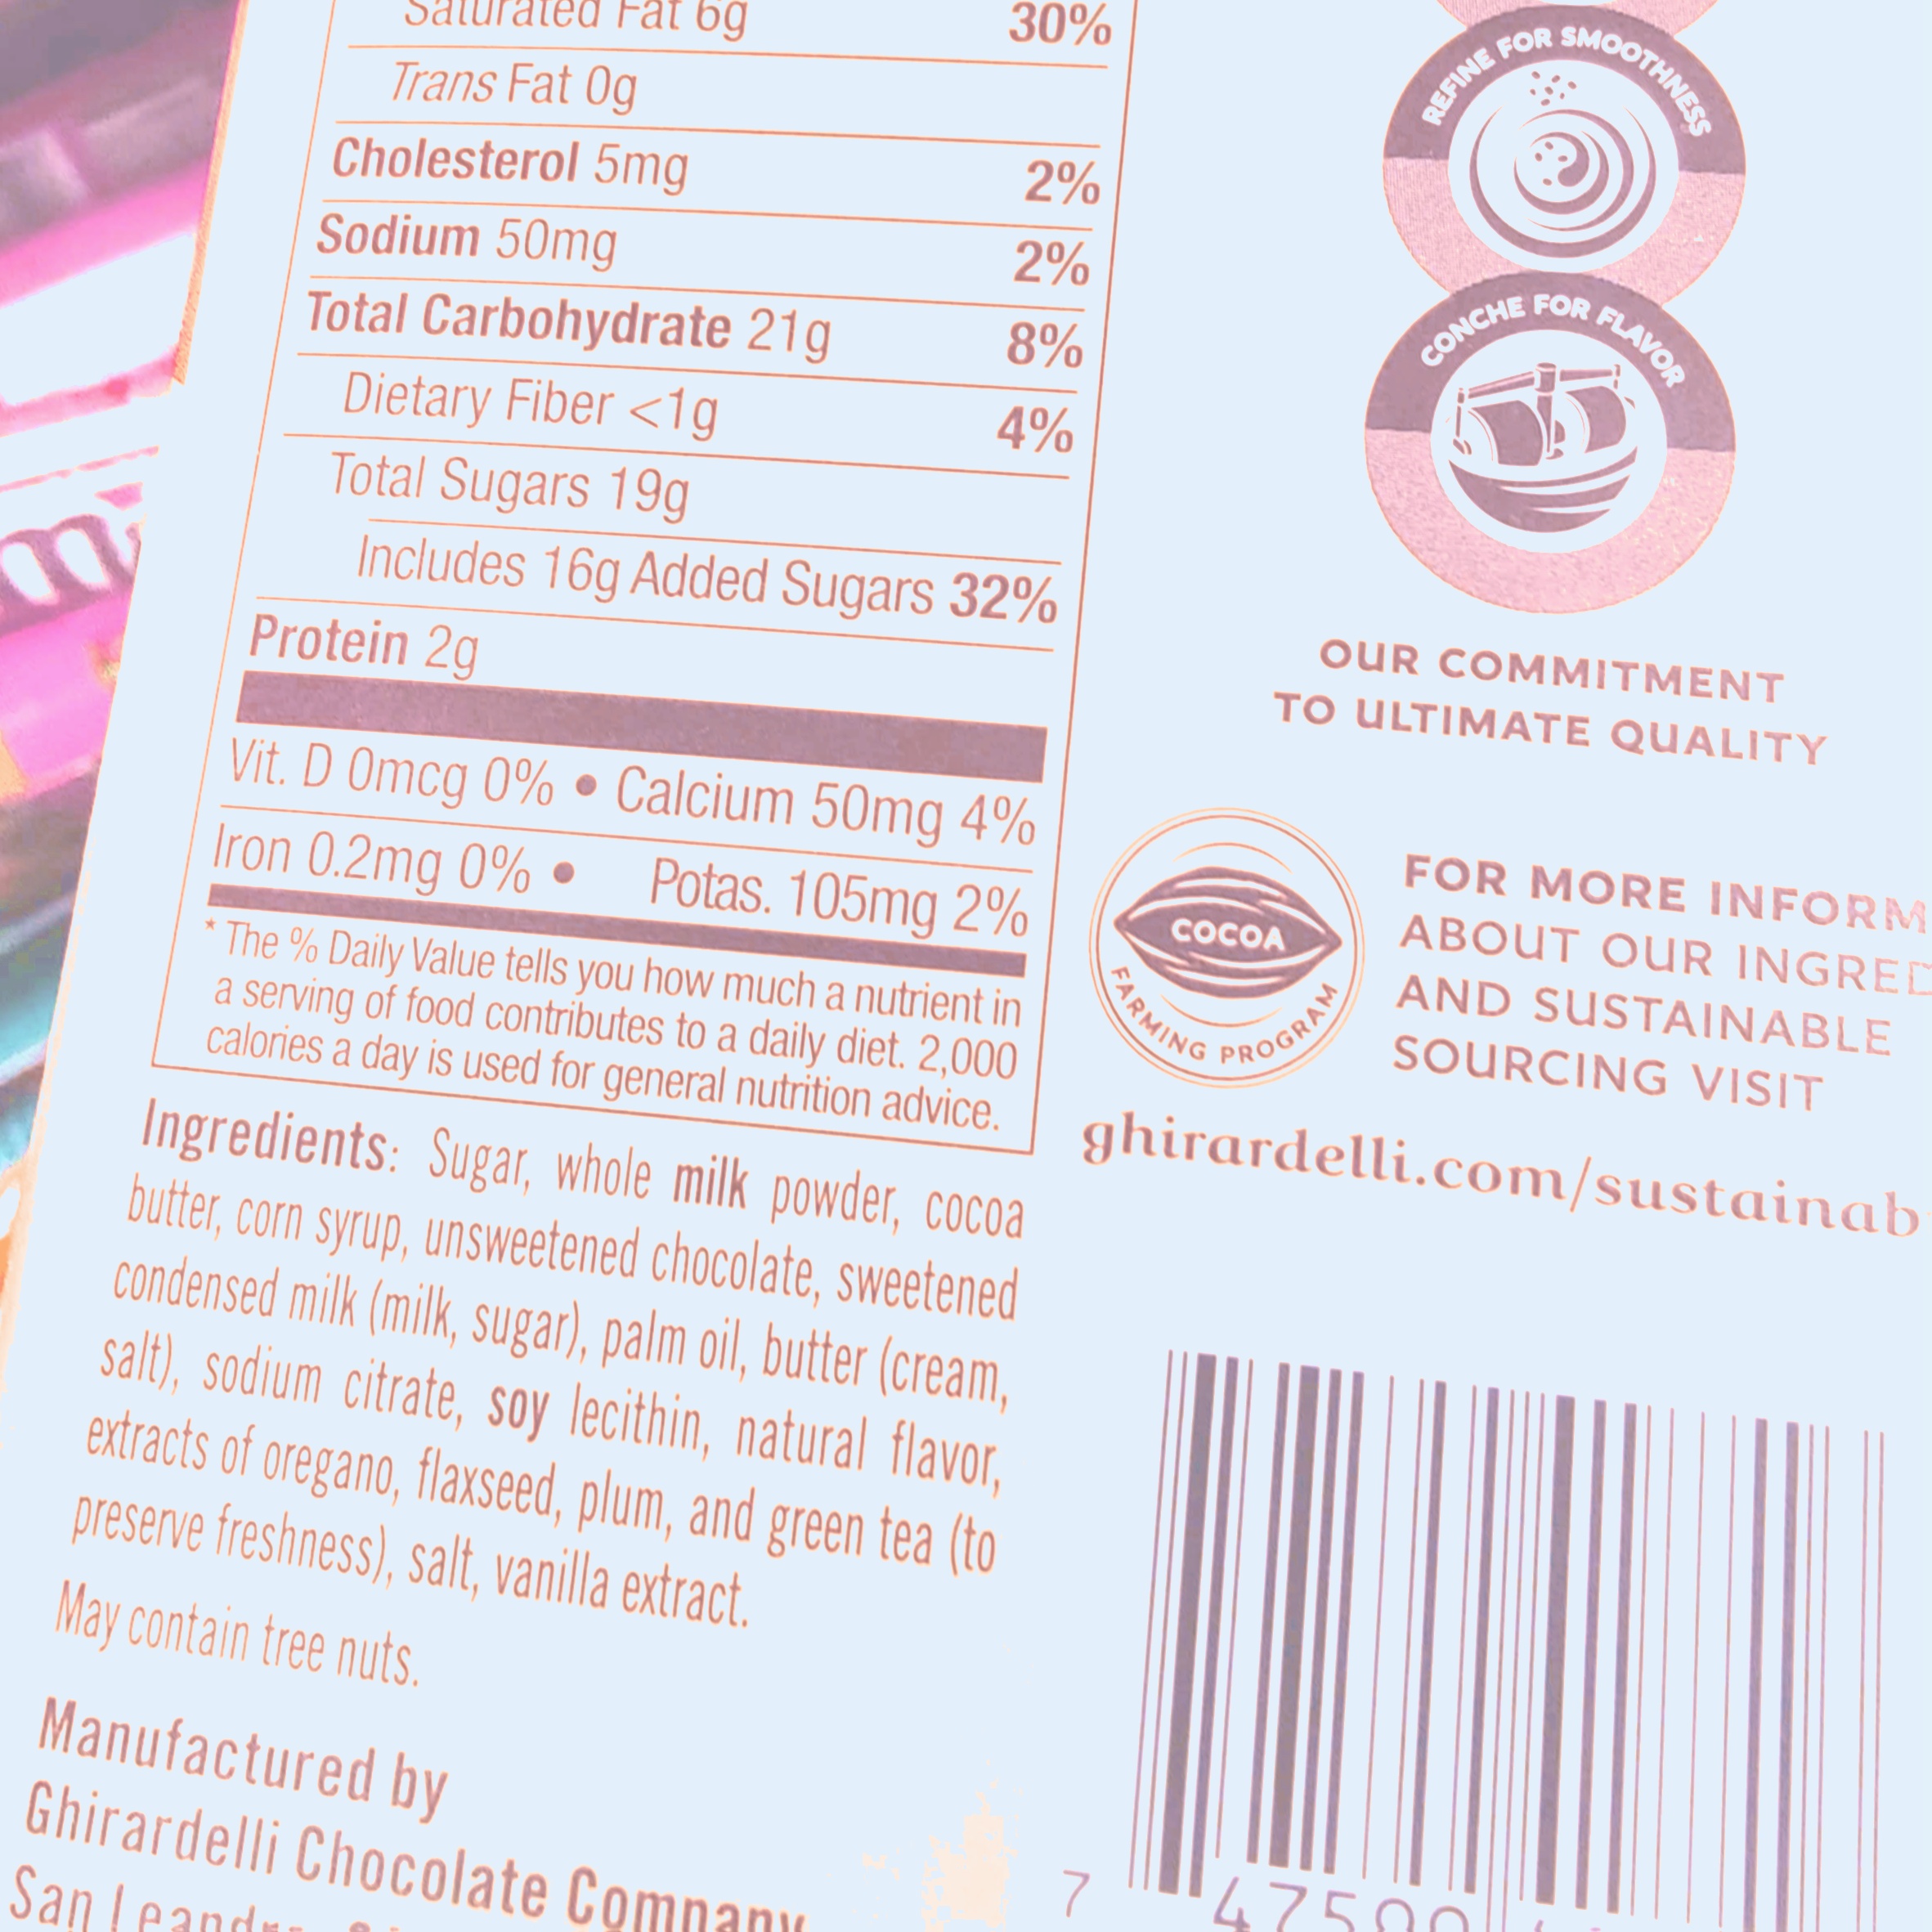 Saturated Fat 6g 30%
Trans Fat 0g
Cholesterol 5mg 2%
Sodium 50mg 2%
Total Carbohydrate 21g 8%
Dietary Fiber <1g 4%
Total Sugars 19g
Includes 16g Added Sugars 32%
Protein 2g
Vit. D 0mcg 0% • Calcium 50mg 4%
Iron 0.2mg 0% • Potas. 105mg 2%
* The % Daily Value tells you how much a nutrient in
a serving of food contributes to a daily diet. 2,000
calories a day is used for general nutrition advice.
Ingredients: Sugar, whole milk powder, cocoa
butter, corn syrup, unsweetened chocolate, sweetened
condensed milk (milk, sugar), palm oil, butter (cream,
salt), sodium citrate, soy lecithin, natural flavor,
extracts of oregano, flaxseed, plum, and green tea (to
preserve freshness), salt, vanilla extract.
May contain tree nuts.
Manufactured by
Ghirardelli Chocolate Company
San Leandro
REFINE FOR SMOOTHNESS
CONCHE FOR FLAVOR
OUR COMMITMENT
TO ULTIMATE QUALITY
COCOA
FARMING PROGRAM
FOR MORE INFORM
ABOUT OUR INGRED
AND SUSTAINABLE
SOURCING VISIT
ghirardelli.com/sustainab
7